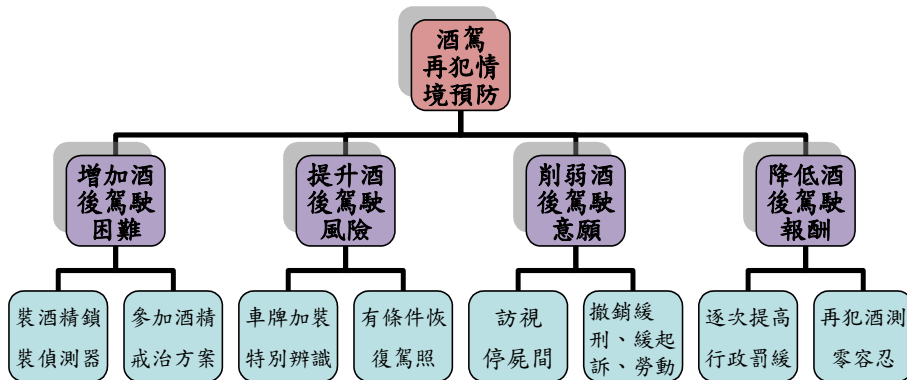 酒駕
再犯情
境預防
增加酒
後駕駛
困難
提升酒
後駕駛
風險
削弱酒
後駕駛
意願
降低酒
後駕駛
報酬
裝酒精鎖
裝偵測器
參加酒精
戒治方案
車牌加裝
特別辨識
有條件恢
復駕照
訪視
停屍間
撤銷緩
刑、緩起
訴、勞動
逐次提高
行政罰緩
再犯酒測
零容忍